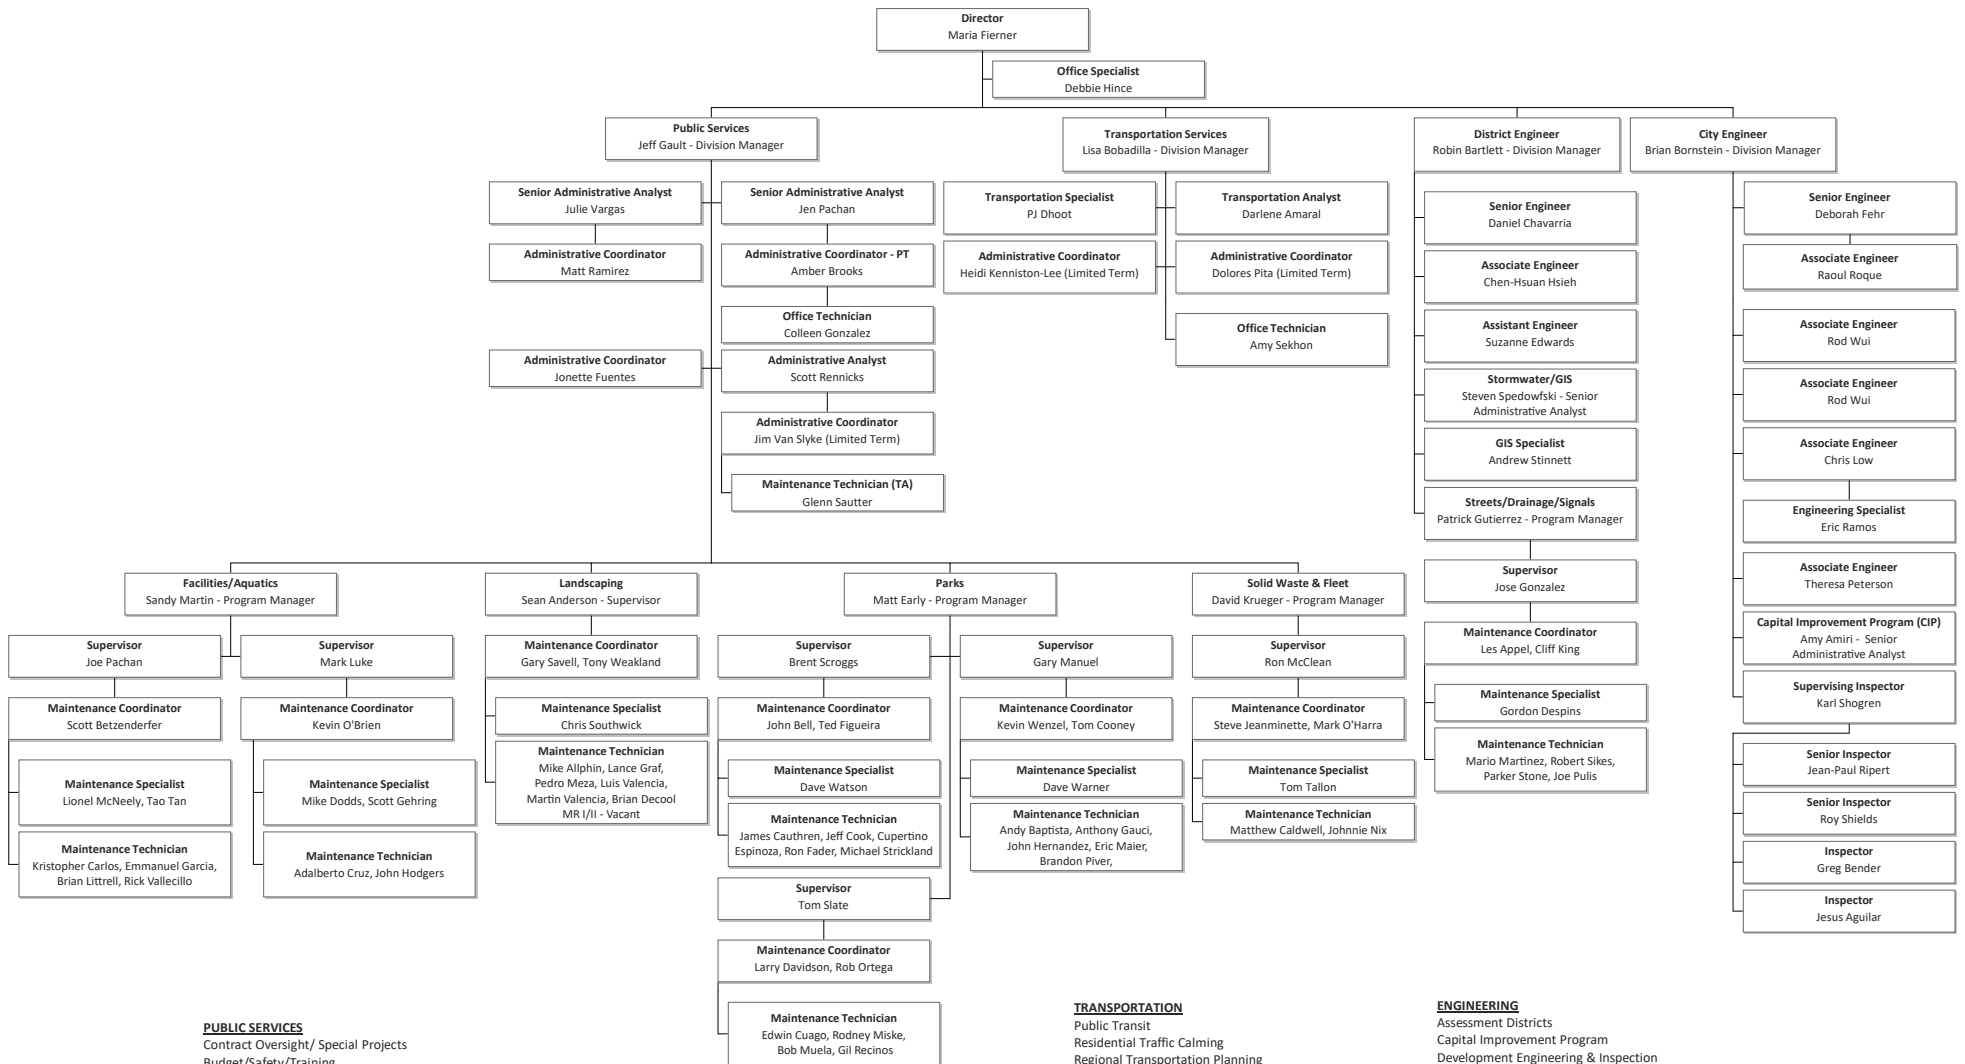 Director
Maria Fierner
Office Specialist
Debbie Hince
Public Services
Jeff Gault - Division Manager
Transportation Services
Lisa Bobadilla - Division Manager
District Engineer
Robin Bartlett - Division Manager
City Engineer
Brian Bornstein - Division Manager
Senior Administrative Analyst
Julie Vargas
Administrative Coordinator
Matt Ramirez
Senior Administrative Analyst
Jen Pachan
Administrative Coordinator - PT
Amber Brooks
Office Technician
Colleen Gonzalez
Administrative Coordinator
Jonette Fuentes
Administrative Analyst
Scott Rennicks
Administrative Coordinator
Jim Van Slyke (Limited Term)
Maintenance Technician (TA)
Glenn Sautter
Transportation Specialist
PJ Dhoot
Transportation Analyst
Darlene Amaral
Administrative Coordinator
Heidi Kenniston-Lee (Limited Term)
Administrative Coordinator
Dolores Pita (Limited Term)
Office Technician
Amy Sekhon
Senior Engineer
Daniel Chavarria
Associate Engineer
Chen-Hsuan Hsieh
Assistant Engineer
Suzanne Edwards
Stormwater/GIS
Steven Spedowfski - Senior
Administrative Analyst
GIS Specialist
Andrew Stinnett
Streets/Drainage/Signals
Patrick Gutierrez - Program Manager
Supervisor
Jose Gonzalez
Maintenance Coordinator
Les Appel, Cliff King
Maintenance Specialist
Gordon Despins
Maintenance Technician
Mario Martinez, Robert Sikes,
Parker Stone, Joe Pulis
Senior Engineer
Deborah Fehr
Associate Engineer
Raoul Roque
Associate Engineer
Rod Wui
Associate Engineer
Rod Wui
Associate Engineer
Chris Low
Engineering Specialist
Eric Ramos
Associate Engineer
Theresa Peterson
Capital Improvement Program (CIP)
Amy Amiri - Senior
Administrative Analyst
Supervising Inspector
Karl Shogren
Senior Inspector
Jean-Paul Ripert
Senior Inspector
Roy Shields
Inspector
Greg Bender
Inspector
Jesus Aguilar
Facilities/Aquatics
Sandy Martin - Program Manager
Supervisor
Joe Pachan
Maintenance Coordinator
Scott Betzenderfer
Maintenance Specialist
Lionel McNeely, Tao Tan
Maintenance Technician
Kristopher Carlos, Emmanuel Garcia,
Brian Littrell, Rick Vallecillo
Supervisor
Mark Luke
Maintenance Coordinator
Kevin O'Brien
Maintenance Specialist
Mike Dodds, Scott Gehring
Maintenance Technician
Adalberto Cruz, John Hodgers
Landscaping
Sean Anderson - Supervisor
Maintenance Coordinator
Gary Savell, Tony Weakland
Maintenance Specialist
Chris Southwick
Maintenance Technician
Mike Allphin, Lance Graf,
Pedro Meza, Luis Valencia,
Martin Valencia, Brian Decool
MR I/II - Vacant
Parks
Matt Early - Program Manager
Supervisor
Brent Scroggs
Maintenance Coordinator
John Bell, Ted Figueira
Maintenance Specialist
Dave Watson
Maintenance Technician
James Cauthren, Jeff Cook, Cupertino
Espinoza, Ron Fader, Michael Strickland
Supervisor
Gary Manuel
Maintenance Coordinator
Kevin Wenzel, Tom Cooney
Maintenance Specialist
Dave Warner
Maintenance Technician
Andy Baptista, Anthony Gauci,
John Hernandez, Eric Maier,
Brandon Piver,
Supervisor
Tom Slate
Maintenance Coordinator
Larry Davidson, Rob Ortega
Maintenance Technician
Edwin Cuago, Rodney Miske,
Bob Muela, Gil Recinos
Solid Waste & Fleet
David Krueger - Program Manager
Supervisor
Ron McClean
Maintenance Coordinator
Steve Jeanminette, Mark O'Harra
Maintenance Specialist
Tom Tallon
Maintenance Technician
Matthew Caldwell, Johnnie Nix
PUBLIC SERVICES
Contract Oversight/ Special Projects
Budget/Safety/Training
TRANSPORTATION
Public Transit
Residential Traffic Calming
Regional Transportation Planning
ENGINEERING
Assessment Districts
Capital Improvement Program
Development Engineering & Inspection